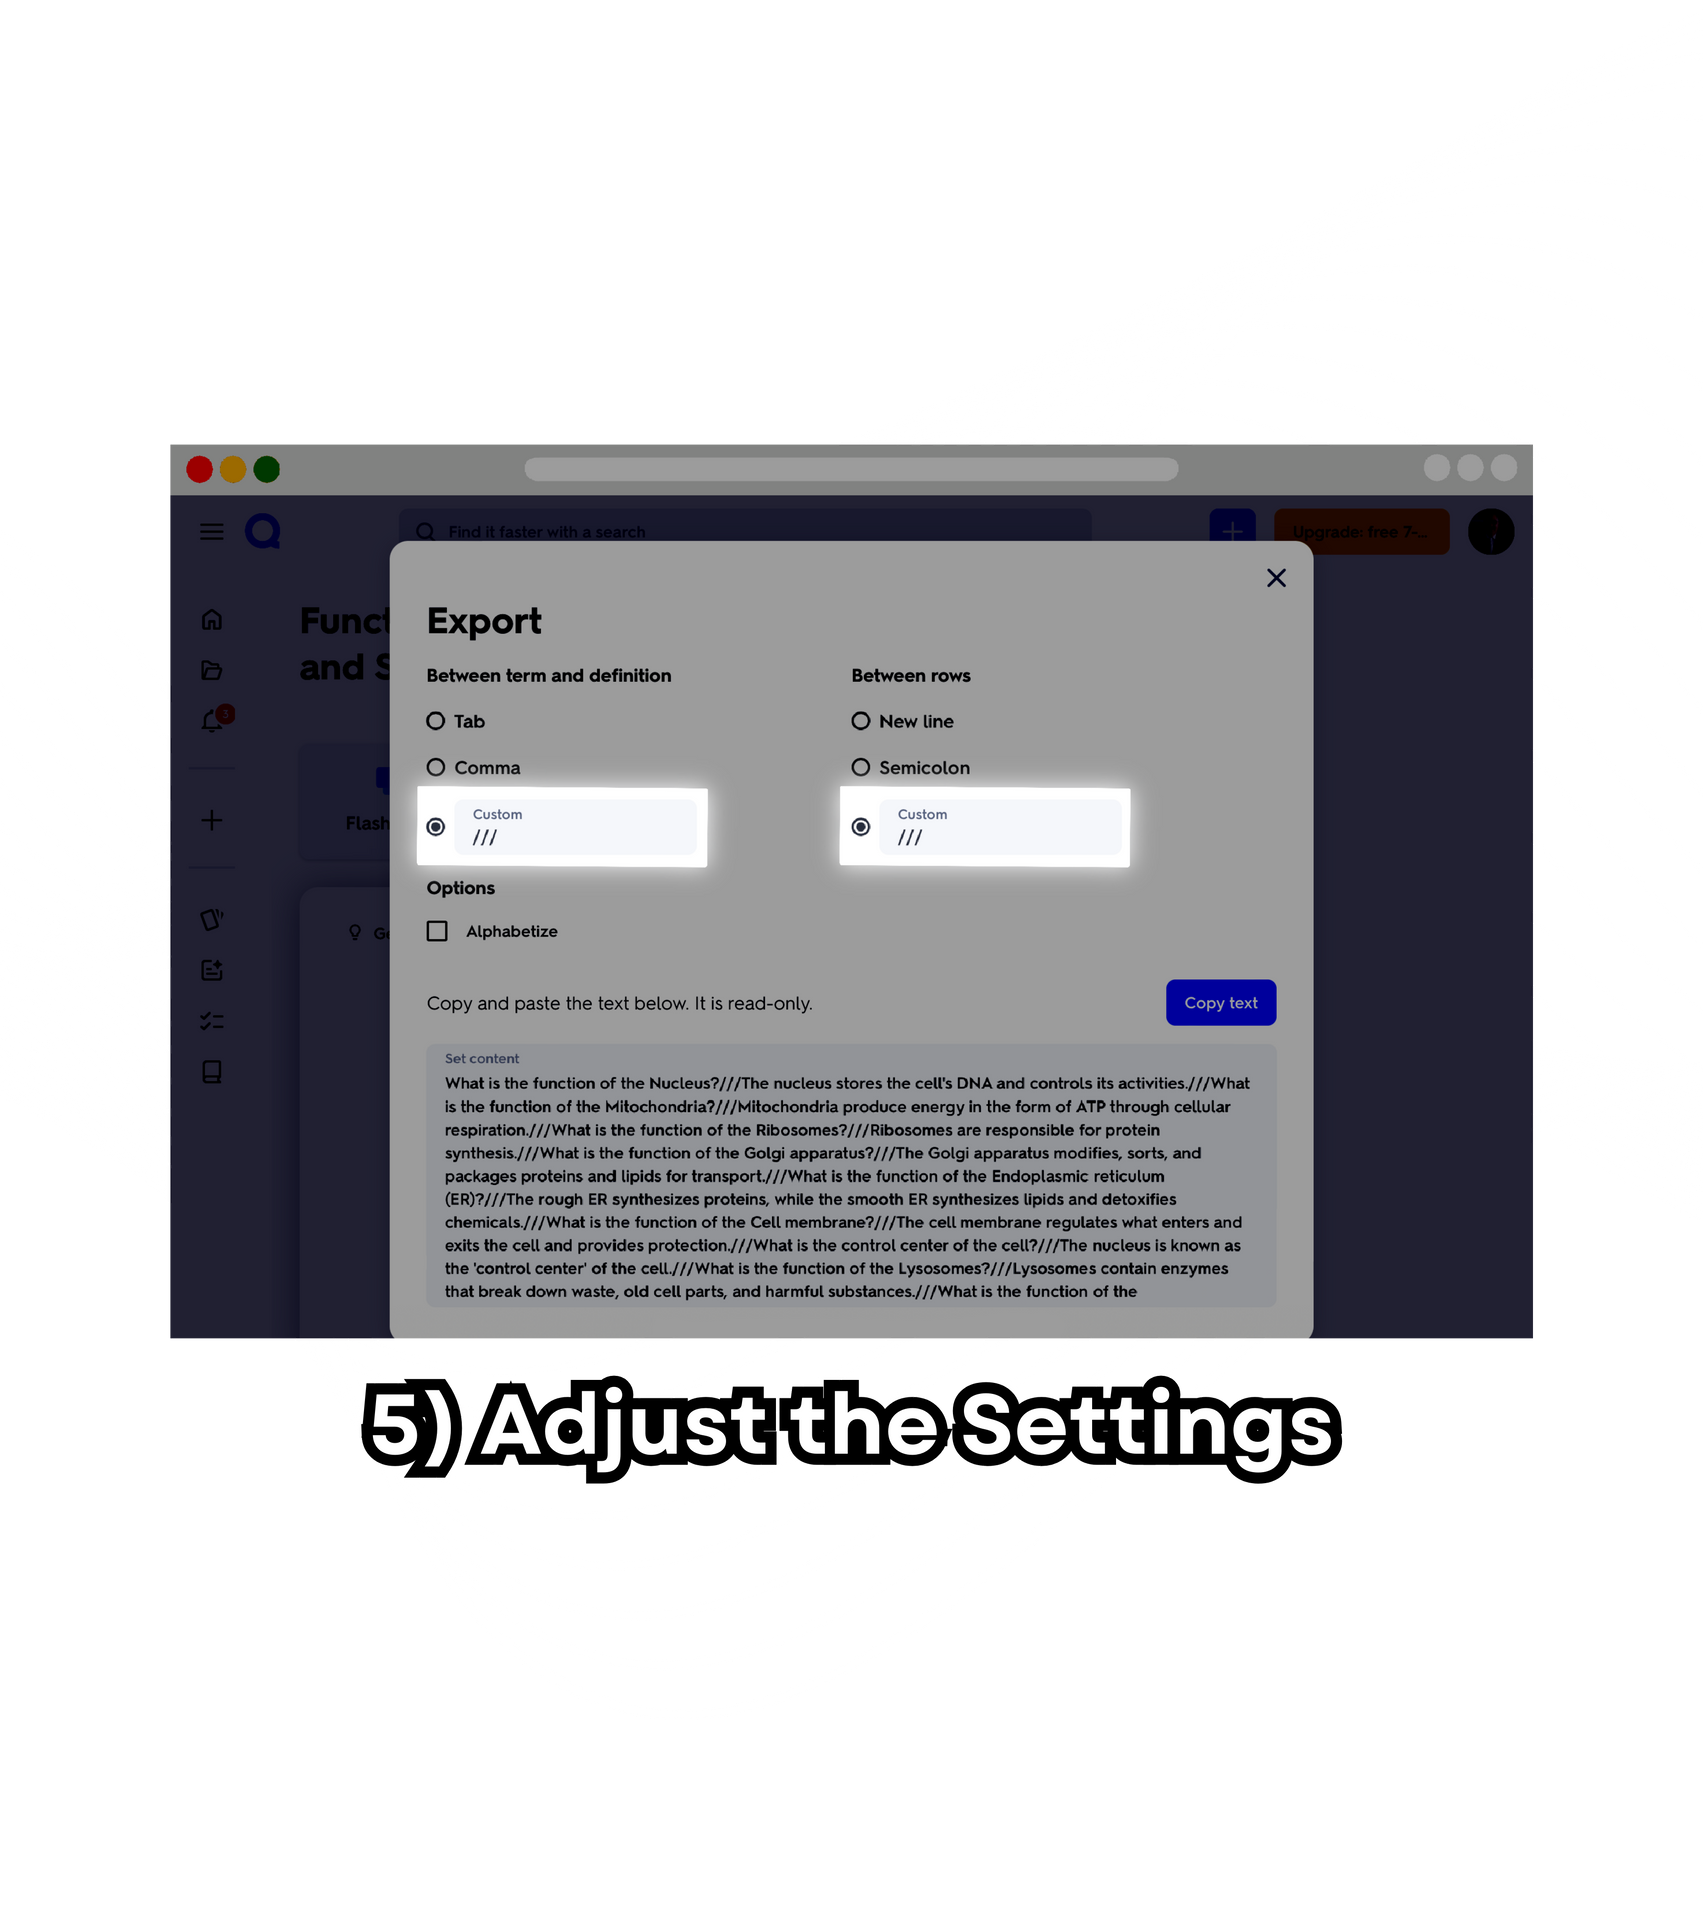 Find it faster with a search
Upgrade: free 7-...
3
Funct
and S
Flash
Ge
Export
Between term and definition
Between rows
Tab
New line
Comma
Semicolon
Custom
///
Custom
///
Options
Alphabetize
Copy and paste the text below. It is read-only.
Copy text
Set content
What is the function of the Nucleus?///The nucleus stores the cell's DNA and controls its activities.///What
is the function of the Mitochondria?///Mitochondria produce energy in the form of ATP through cellular
respiration.///What is the function of the Ribosomes?///Ribosomes are responsible for protein
synthesis.///What is the function of the Golgi apparatus?///The Golgi apparatus modifies, sorts, and
packages proteins and lipids for transport.///What is the function of the Endoplasmic reticulum
(ER)?///The rough ER synthesizes proteins, while the smooth ER synthesizes lipids and detoxifies
chemicals.///What is the function of the Cell membrane?///The cell membrane regulates what enters and
exits the cell and provides protection.///What is the control center of the cell?///The nucleus is known as
the 'control center' of the cell.///What is the function of the Lysosomes?///Lysosomes contain enzymes
that break down waste, old cell parts, and harmful substances.///What is the function of the
5) Adjust the Settings